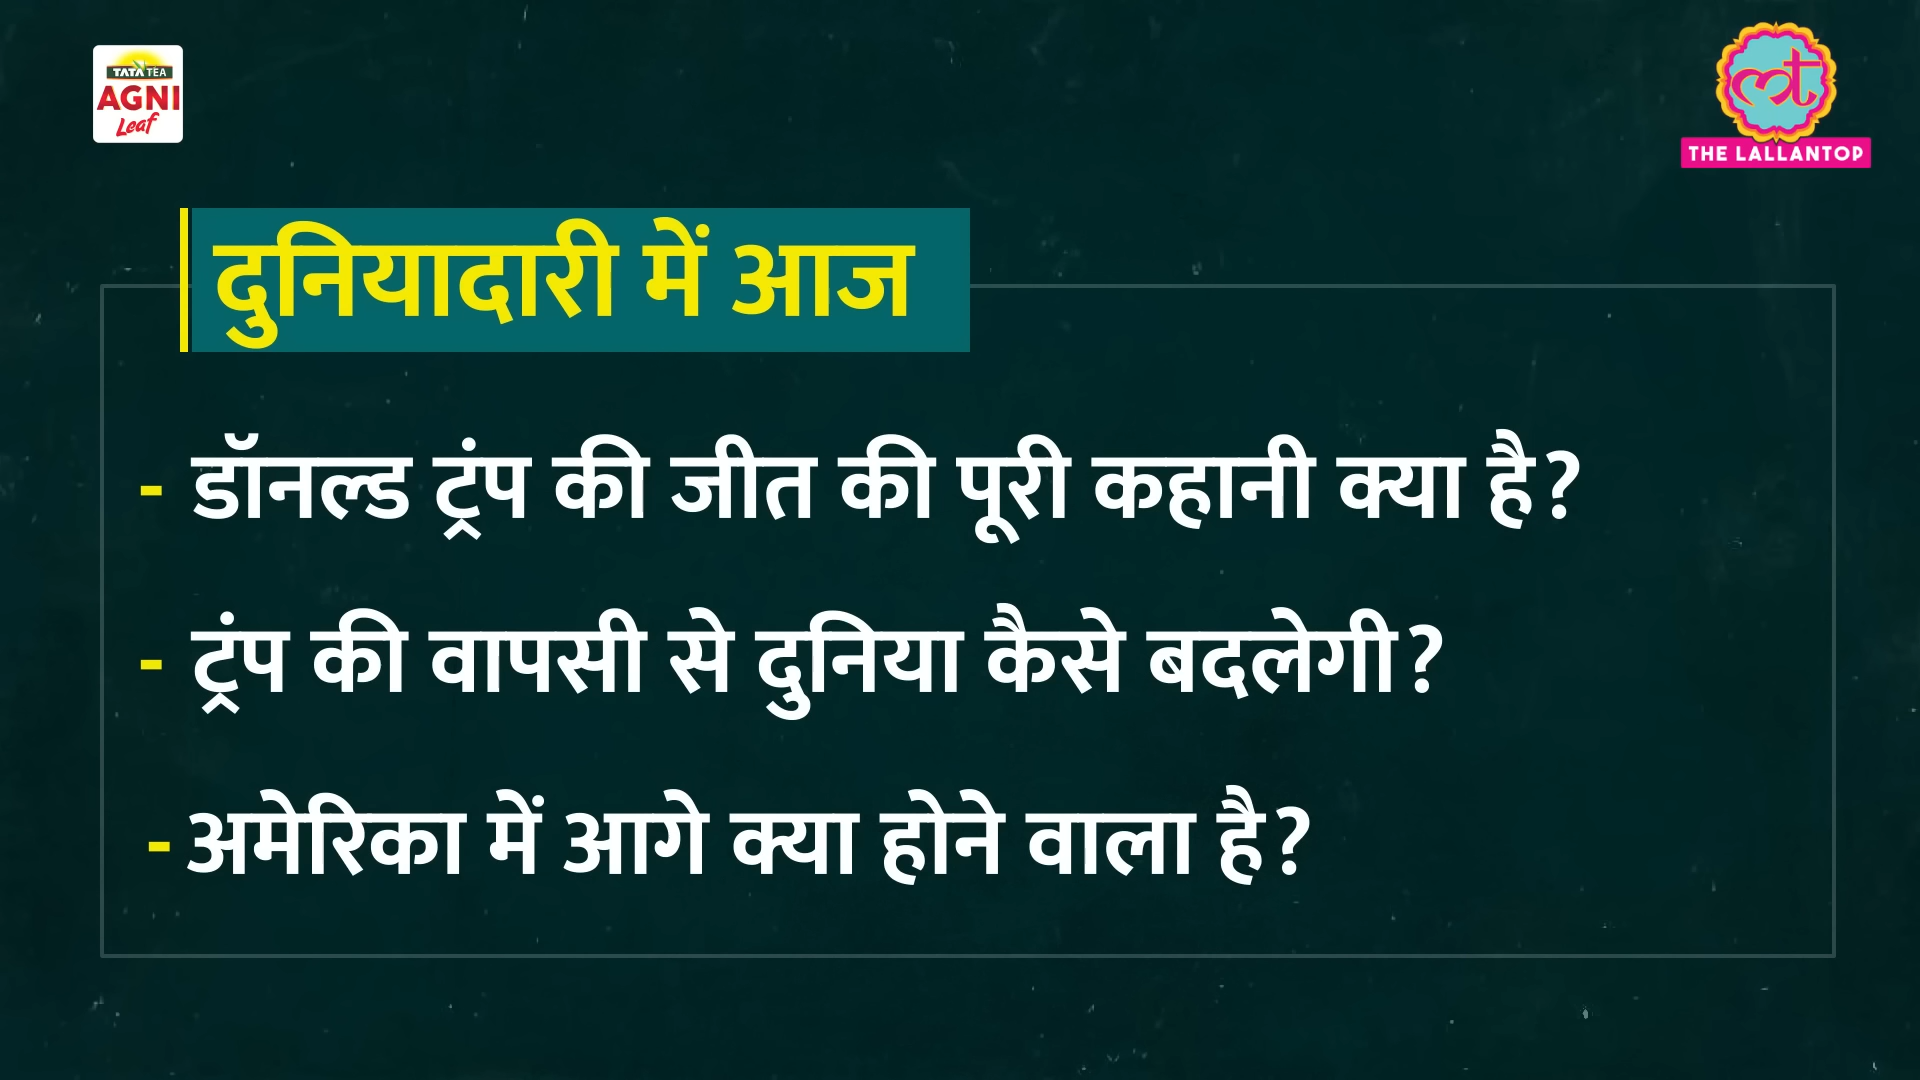 TATA TEA
AGNI
Leaf
THE LALLANTOP
दुनियादारी में आज
- डॉनल्ड ट्रंप की जीत की पूरी कहानी क्या है?
- ट्रंप की वापसी से दुनिया कैसे बदलेगी?
- अमेरिका में आगे क्या होने वाला है?